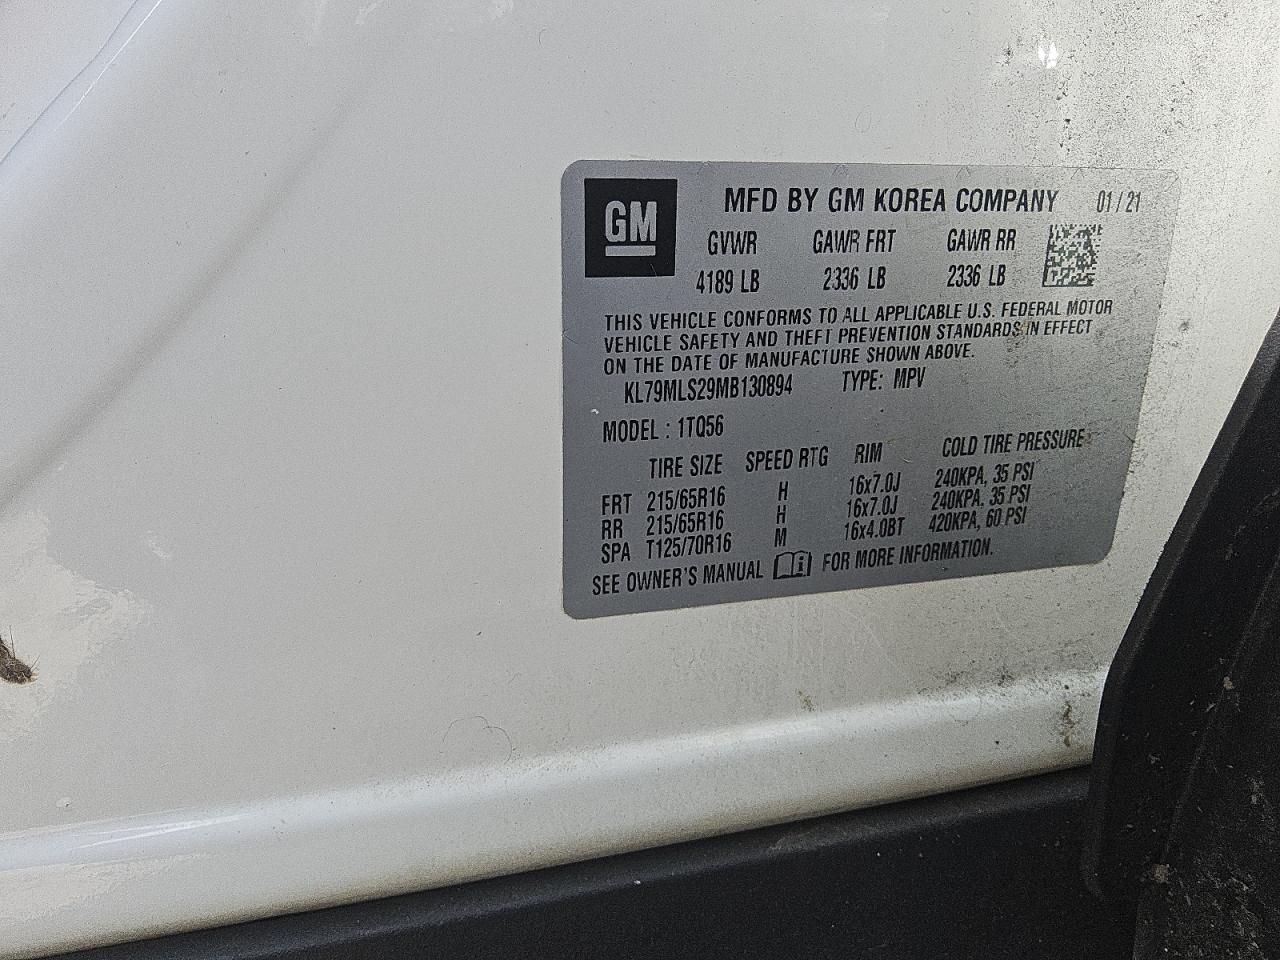 GM
MFD BY GM KOREA COMPANY 01/21
GVWR GAWR FRT GAWR RR
4189 LB 2336 LB 2336 LB
THIS VEHICLE CONFORMS TO ALL APPLICABLE U.S. FEDERAL MOTOR
VEHICLE SAFETY AND THEFT PREVENTION STANDARDS IN EFFECT
ON THE DATE OF MANUFACTURE SHOWN ABOVE.
KL79MLS29MB130894 TYPE: MPV
MODEL : 1TQ56
TIRE SIZE SPEED RTG RIM COLD TIRE PRESSURE
FRT 215/65R16 H 16x7.0J 240KPA, 35 PSI
RR 215/65R16 H 16x7.0J 240KPA, 35 PSI
SPA T125/70R16 M 16x4.0BT 420KPA, 60 PSI
SEE OWNER'S MANUAL i FOR MORE INFORMATION.